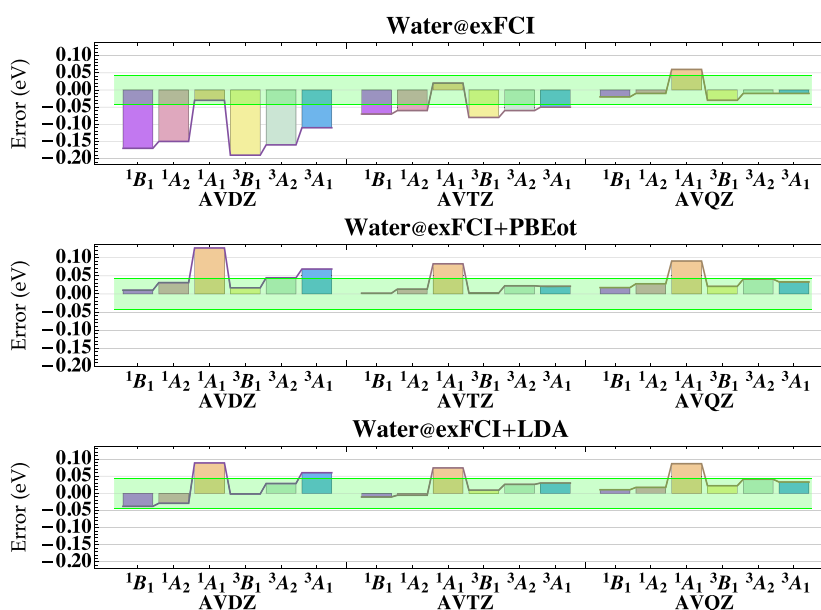 Water@exFCI
Error (eV)
0.10
0.05
0.00
−0.05
−0.10
−0.15
−0.20
¹B₁ ¹A₂ ¹A₁ ³B₁ ³A₂ ³A₁ ¹B₁ ¹A₂ ¹A₁ ³B₁ ³A₂ ³A₁ ¹B₁ ¹A₂ ¹A₁ ³B₁ ³A₂ ³A₁
AVDZ AVTZ AVQZ
Water@exFCI+PBEot
Error (eV)
0.10
0.05
0.00
−0.05
−0.10
−0.15
−0.20
¹B₁ ¹A₂ ¹A₁ ³B₁ ³A₂ ³A₁ ¹B₁ ¹A₂ ¹A₁ ³B₁ ³A₂ ³A₁ ¹B₁ ¹A₂ ¹A₁ ³B₁ ³A₂ ³A₁
AVDZ AVTZ AVQZ
Water@exFCI+LDA
Error (eV)
0.10
0.05
0.00
−0.05
−0.10
−0.15
−0.20
¹B₁ ¹A₂ ¹A₁ ³B₁ ³A₂ ³A₁ ¹B₁ ¹A₂ ¹A₁ ³B₁ ³A₂ ³A₁ ¹B₁ ¹A₂ ¹A₁ ³B₁ ³A₂ ³A₁
AVDZ AVTZ AVQZ